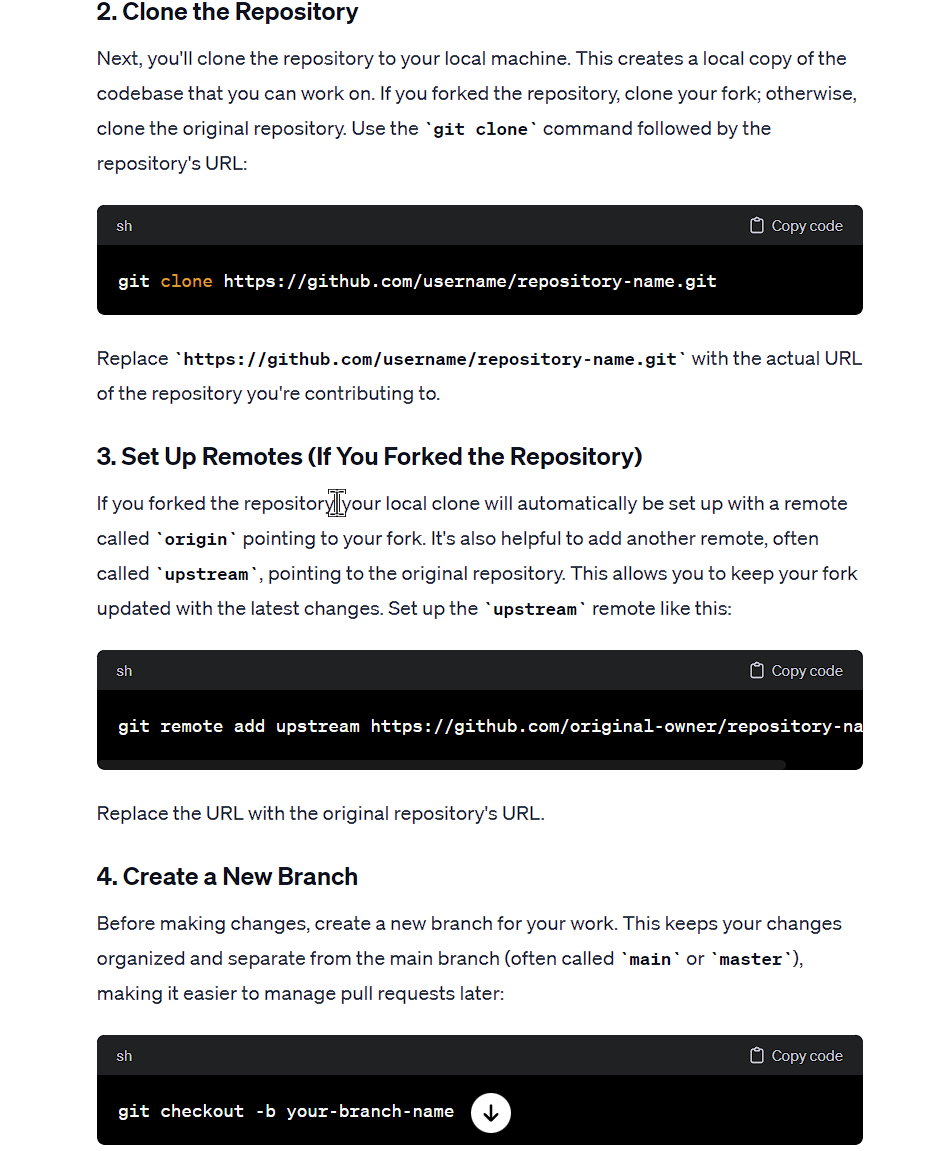 2. Clone the Repository
Next, you'll clone the repository to your local machine. This creates a local copy of the
codebase that you can work on. If you forked the repository, clone your fork; otherwise,
clone the original repository. Use the `git clone` command followed by the
repository's URL:
sh
Copy code
git clone https://github.com/username/repository-name.git
Replace `https://github.com/username/repository-name.git` with the actual URL
of the repository you're contributing to.
3. Set Up Remotes (If You Forked the Repository)
If you forked the repository, your local clone will automatically be set up with a remote
called `origin` pointing to your fork. It's also helpful to add another remote, often
called `upstream`, pointing to the original repository. This allows you to keep your fork
updated with the latest changes. Set up the `upstream` remote like this:
sh
Copy code
git remote add upstream https://github.com/original-owner/repository-na
Replace the URL with the original repository's URL.
4. Create a New Branch
Before making changes, create a new branch for your work. This keeps your changes
organized and separate from the main branch (often called `main` or `master`),
making it easier to manage pull requests later:
sh
Copy code
git checkout -b your-branch-name